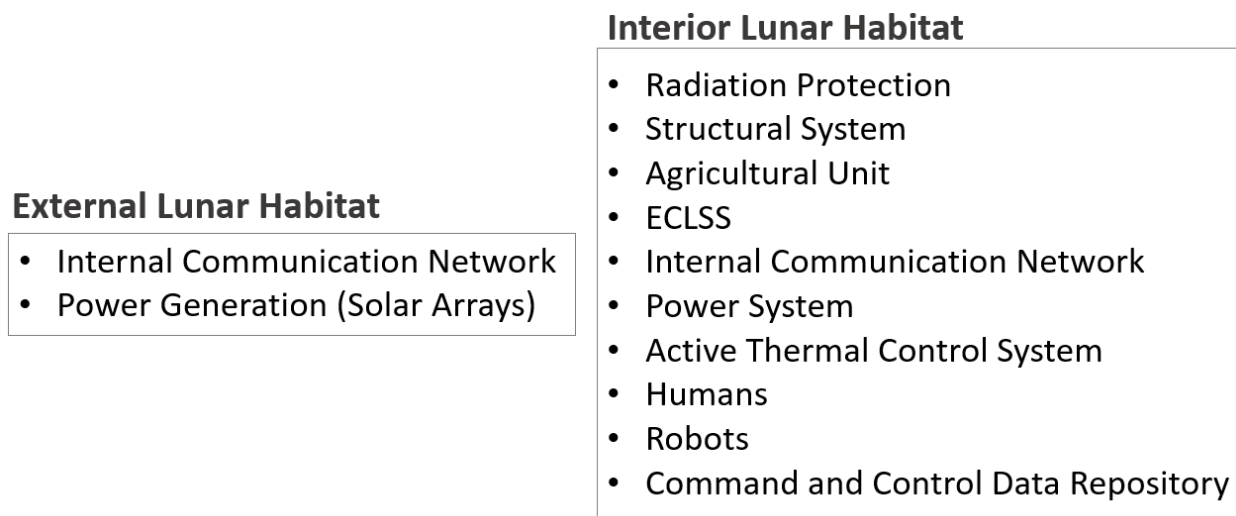 External Lunar Habitat
• Internal Communication Network
• Power Generation (Solar Arrays)
Interior Lunar Habitat
• Radiation Protection
• Structural System
• Agricultural Unit
• ECLSS
• Internal Communication Network
• Power System
• Active Thermal Control System
• Humans
• Robots
• Command and Control Data Repository